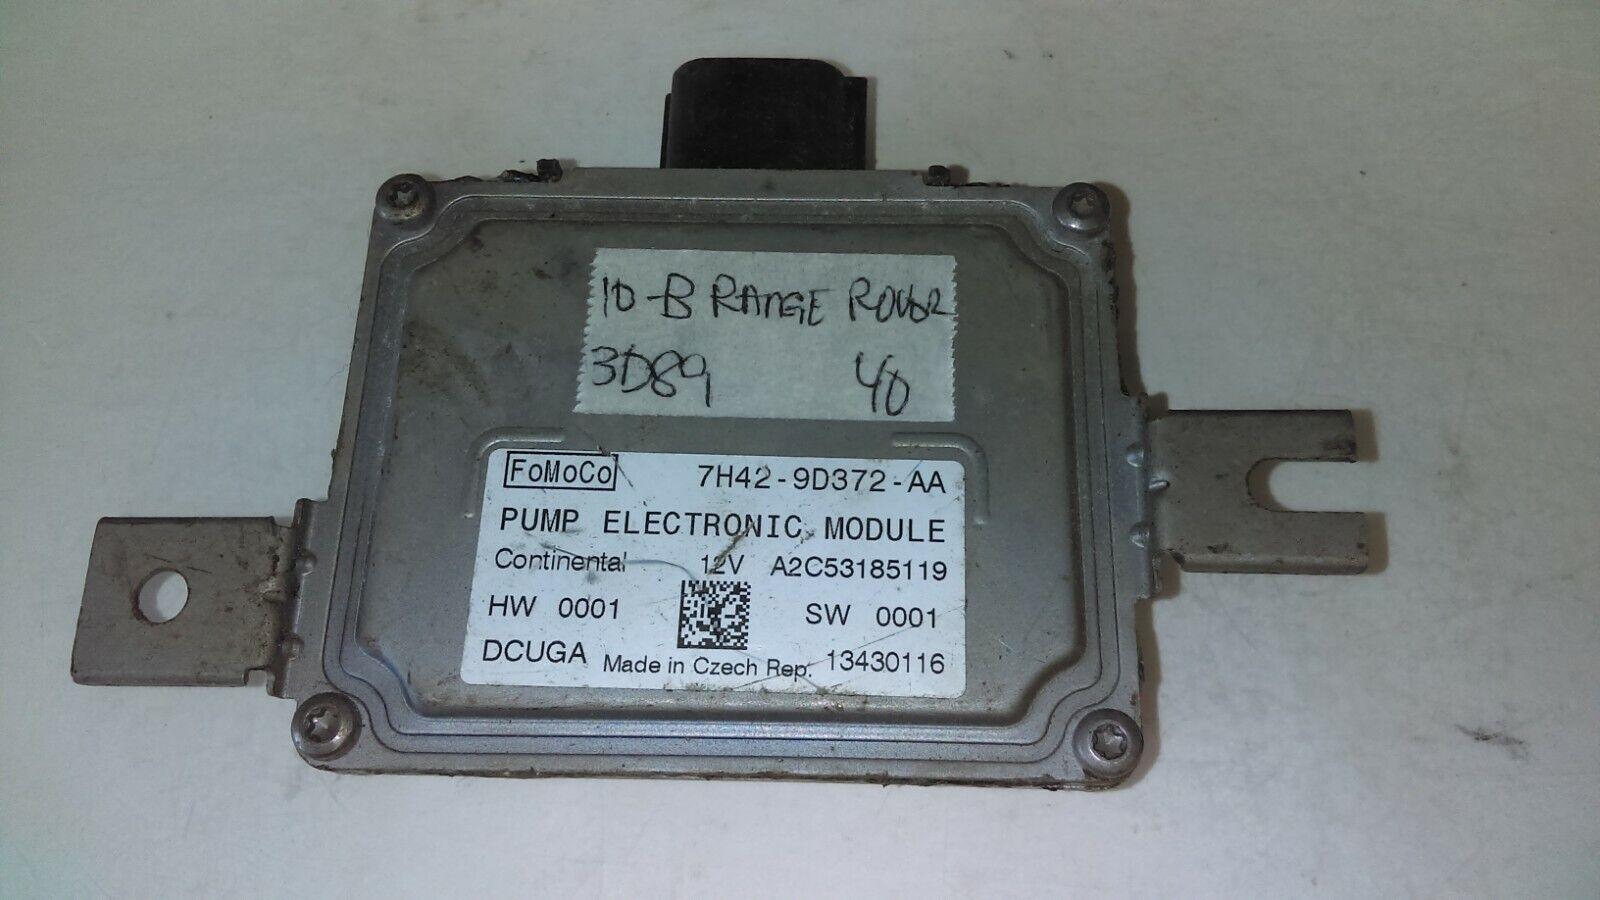 10-B RANGE ROVER
3D89 40
FoMoCo 7H42-9D372-AA
PUMP ELECTRONIC MODULE
Continental 12V A2C53185119
HW 0001 SW 0001
DCUGA Made in Czech Rep. 13430116